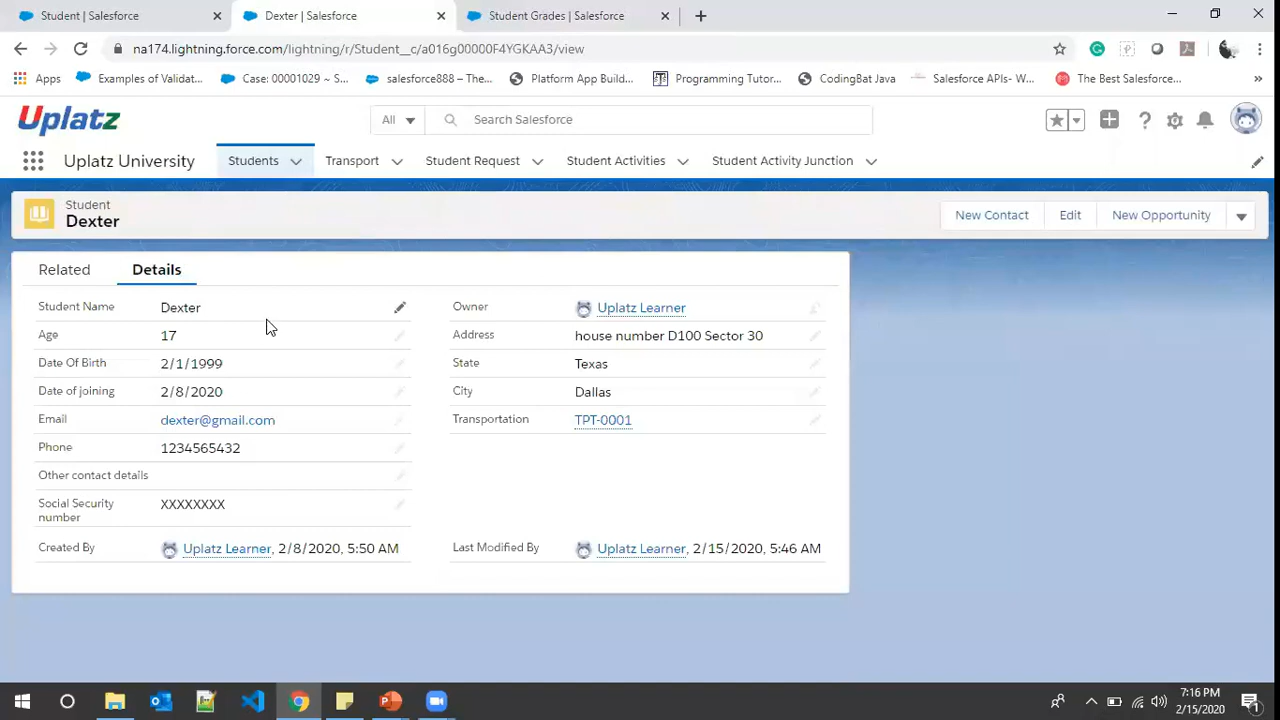 Student | Salesforce
Dexter | Salesforce
Student Grades | Salesforce
na174.lightning.force.com/lightning/r/Student__c/a016g00000F4YGKAA3/view
Apps
Examples of Validat...
Case: 00001029 ~ S...
salesforce888 – The...
Platform App Build...
Programming Tutor...
CodingBat Java
Salesforce APIs- W...
The Best Salesforce...
»
Uplatz
All
Search Salesforce
Uplatz University
Students
Transport
Student Request
Student Activities
Student Activity Junction
Student
Dexter
New Contact
Edit
New Opportunity
Related
Details
Student Name
Dexter
Owner
Uplatz Learner
Age
17
Address
house number D100 Sector 30
Date Of Birth
2/1/1999
State
Texas
Date of joining
2/8/2020
City
Dallas
Email
dexter@gmail.com
Transportation
TPT-0001
Phone
1234565432
Other contact details
Social Security
number
XXXXXXXX
Created By
Uplatz Learner, 2/8/2020, 5:50 AM
Last Modified By
Uplatz Learner, 2/15/2020, 5:46 AM
7:16 PM
2/15/2020
1